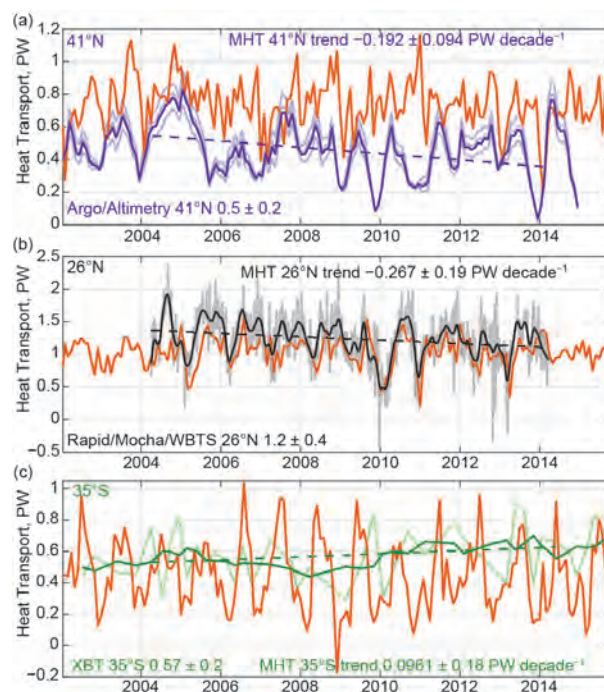 (a)
41°N
MHT 41°N trend −0.192 ± 0.094 PW decade⁻¹
Heat Transport, PW
1.2
1
0.8
0.6
0.4
0.2
0
Argo/Altimetry 41°N 0.5 ± 0.2
2004 2006 2008 2010 2012 2014
(b)
26°N
MHT 26°N trend −0.267 ± 0.19 PW decade⁻¹
Heat Transport, PW
2.5
2
1.5
1
0.5
0
−0.5
Rapid/Mocha/WBTS 26°N 1.2 ± 0.4
2004 2006 2008 2010 2012 2014
(c)
35°S
Heat Transport, PW
1
0.8
0.6
0.4
0.2
0
−0.2
XBT 35°S 0.57 ± 0.2 MHT 35°S trend 0.0961 ± 0.18 PW decade⁻¹
2004 2006 2008 2010 2012 2014